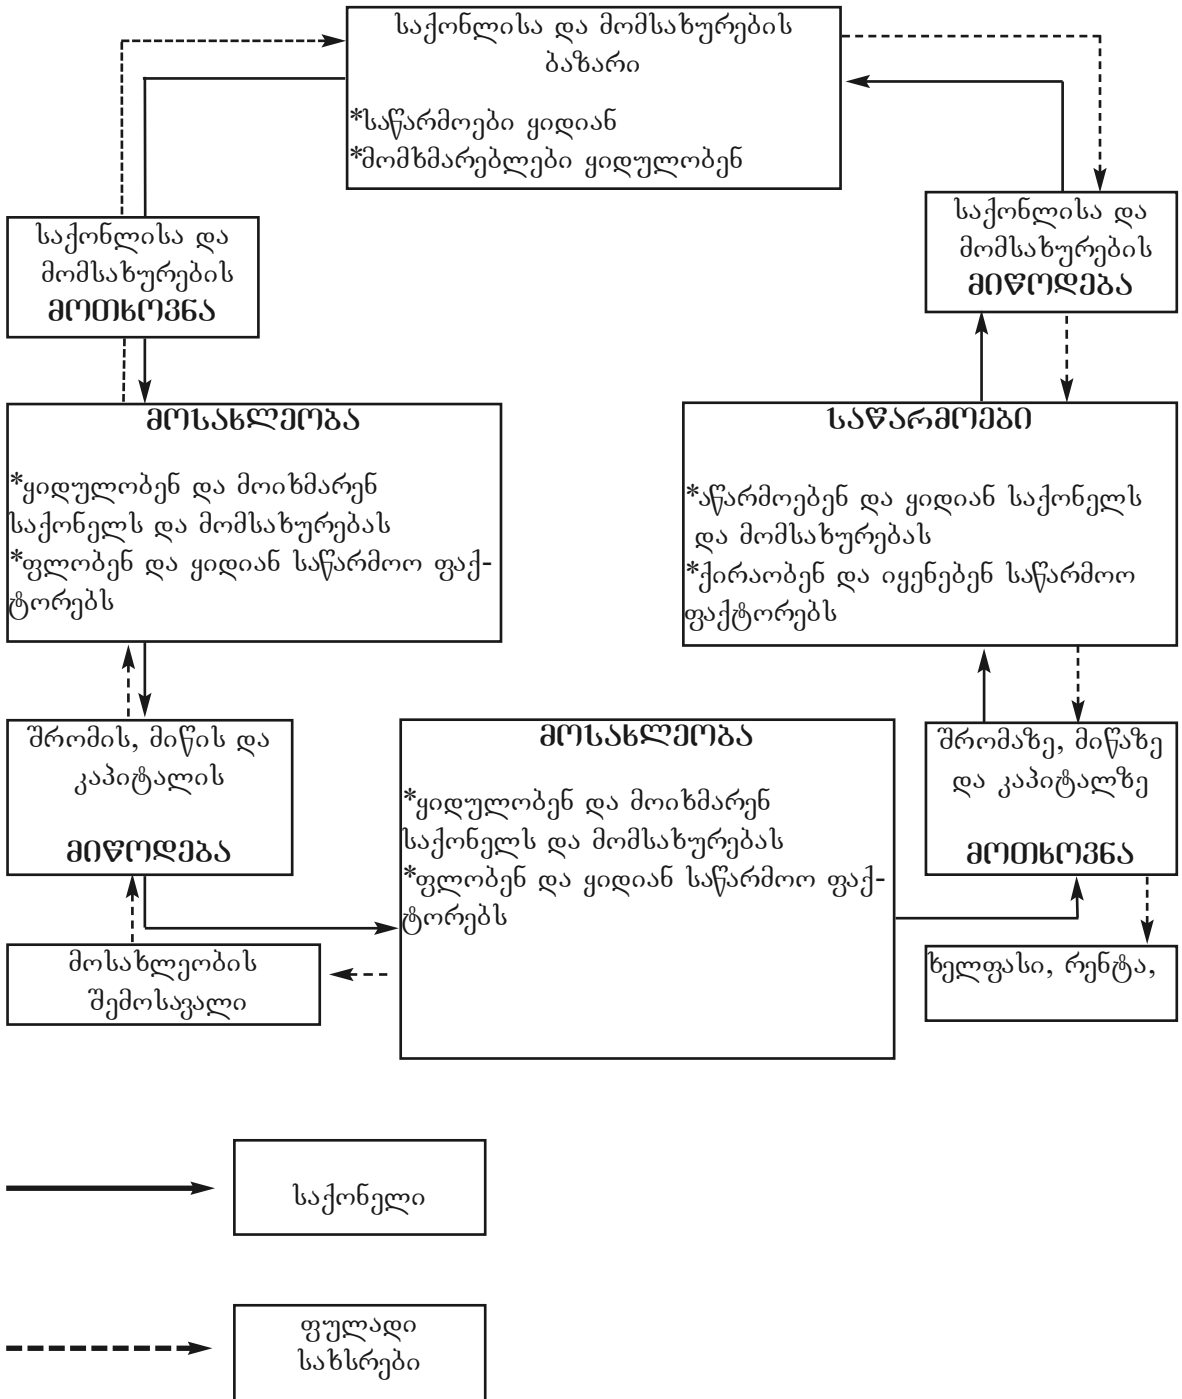 საქონლისა და მომსახურების
ბაზარი
*საწარმოები ყიდიან
*მომხმარებლები ყიდულობენ
საქონლისა და
მომსახურების
მოთხოვნა
საქონლისა და
მომსახურების
მიწოდება
მოსახლეობა
*ყიდულობენ და მოიხმარენ
საქონელს და მომსახურებას
*ფლობენ და ყიდიან საწარმოო ფაქ-
ტორებს
საწარმოები
*აწარმოებენ და ყიდიან საქონელს
და მომსახურებას
*ქირაობენ და იყენებენ საწარმოო
ფაქტორებს
შრომის, მიწის და
კაპიტალის
მიწოდება
მოსახლეობა
*ყიდულობენ და მოიხმარენ
საქონელს და მომსახურებას
*ფლობენ და ყიდიან საწარმოო ფაქ-
ტორებს
შრომაზე, მიწაზე
და კაპიტალზე
მოთხოვნა
მოსახლეობის
შემოსავალი
ხელფასი, რენტა,
საქონელი
ფულადი
სახსრები